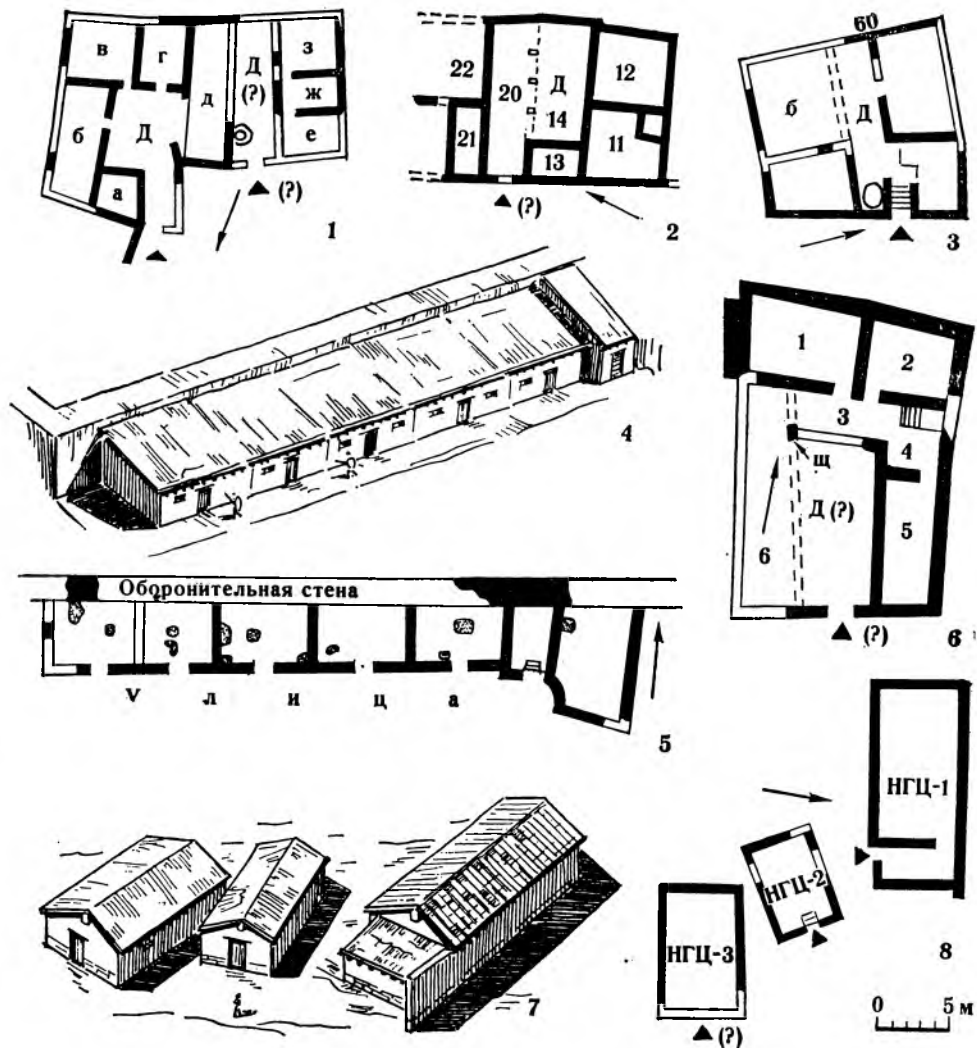 в
г
д
Д
(?)
з
ж
е
б
Д
а
▲ (?)
▲
1
22
20
Д
14
12
21
13
11
▲ (?)
2
60
б
Д
▲
3
4
1
2
3
4
щ
Д (?)
5
6
▲ (?)
6
Оборонительная стена
У л и ц а
5
7
НГЦ-1
НГЦ-2
НГЦ-3
▲
▲
▲ (?)
8
0 5 м